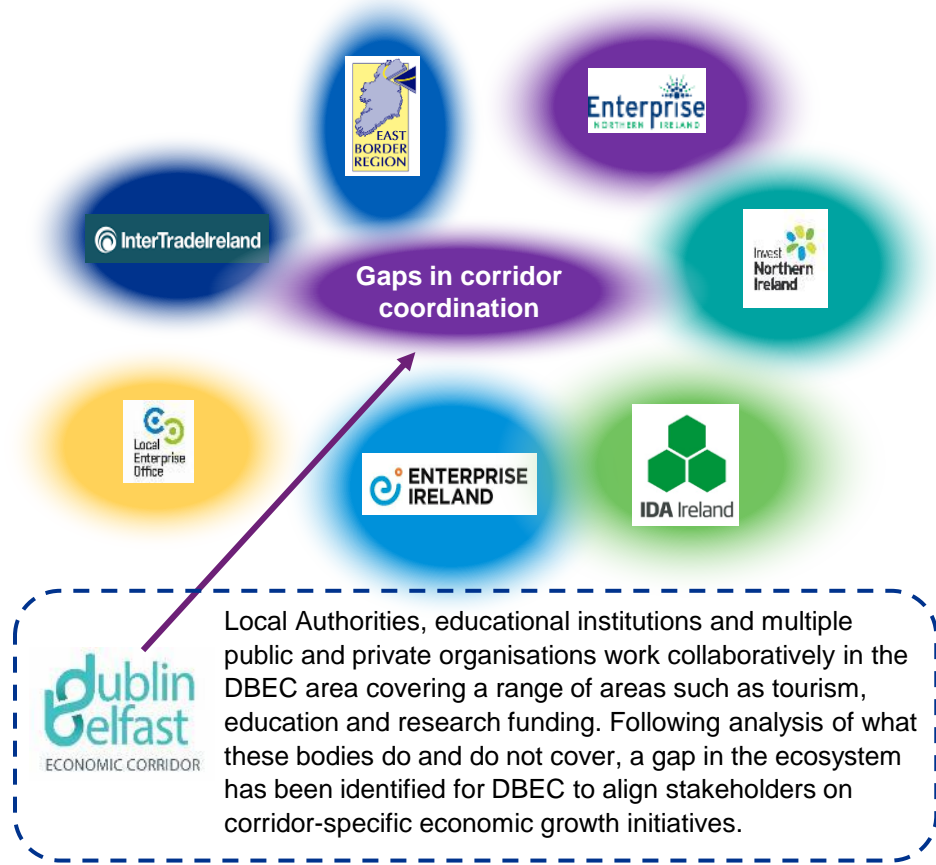 EAST
BORDER
REGION
Enterprise
NORTHERN IRELAND
InterTradeIreland
Invest
Northern
Ireland
Gaps in corridor
coordination
Local
Enterprise
Office
ENTERPRISE
IRELAND
IDA Ireland
dublin
belfast
ECONOMIC CORRIDOR
Local Authorities, educational institutions and multiple
public and private organisations work collaboratively in the
DBEC area covering a range of areas such as tourism,
education and research funding. Following analysis of what
these bodies do and do not cover, a gap in the ecosystem
has been identified for DBEC to align stakeholders on
corridor-specific economic growth initiatives.